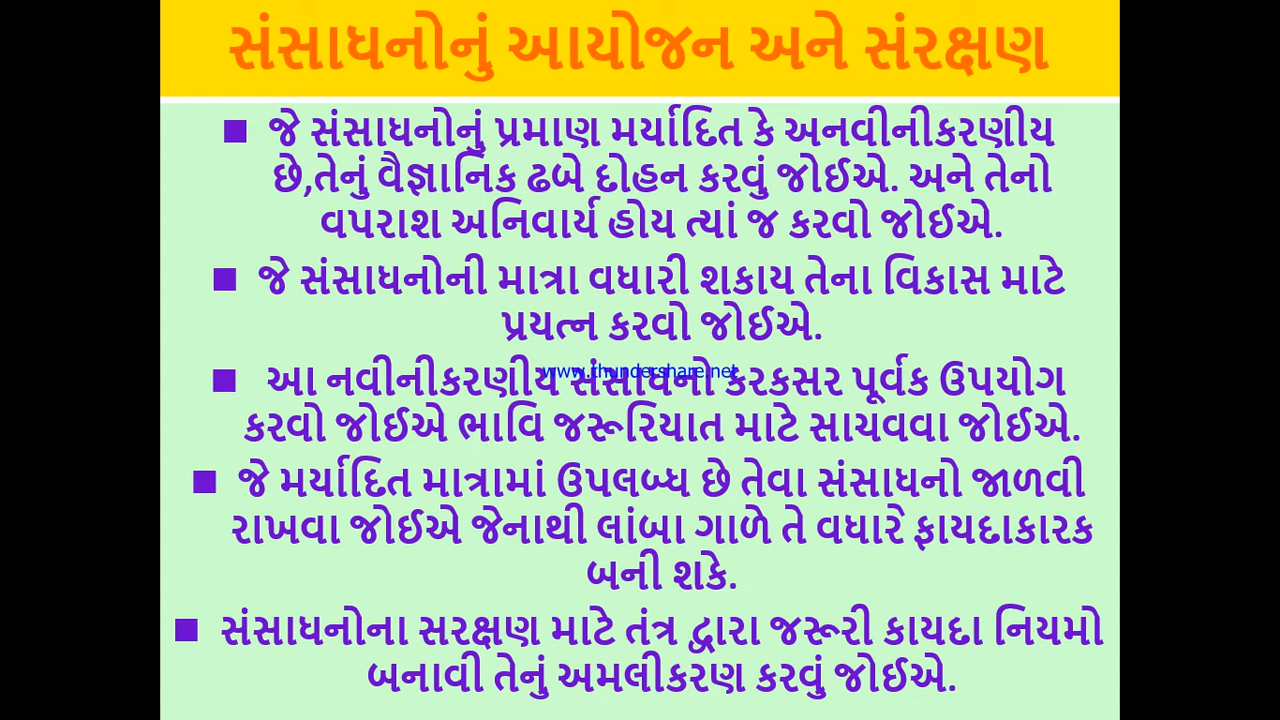 સંસાધનોનું આયોજન અને સંરક્ષણ
■ જે સંસાધનોનું પ્રમાણ મર્યાદિત કે અનવીનીકરણીય
છે,તેનું વૈજ્ઞાનિક ઢબે દોહન કરવું જોઈએ. અને તેનો
વપરાશ અનિવાર્ય હોય ત્યાં જ કરવો જોઈએ.
■ જે સંસાધનોની માત્રા વધારી શકાય તેના વિકાસ માટે
પ્રયત્ન કરવો જોઈએ.
www.thundershare.net
■ આ નવીનીકરણીય સંસાધનો કરકસર પૂર્વક ઉપયોગ
કરવો જોઈએ ભાવિ જરૂરિયાત માટે સાચવવા જોઈએ.
■ જે મર્યાદિત માત્રામાં ઉપલબ્ધ છે તેવા સંસાધનો જાળવી
રાખવા જોઈએ જેનાથી લાંબા ગાળે તે વધારે ફાયદાકારક
બની શકે.
■ સંસાધનોના સરક્ષણ માટે તંત્ર દ્વારા જરૂરી કાયદા નિયમો
બનાવી તેનું અમલીકરણ કરવું જોઈએ.